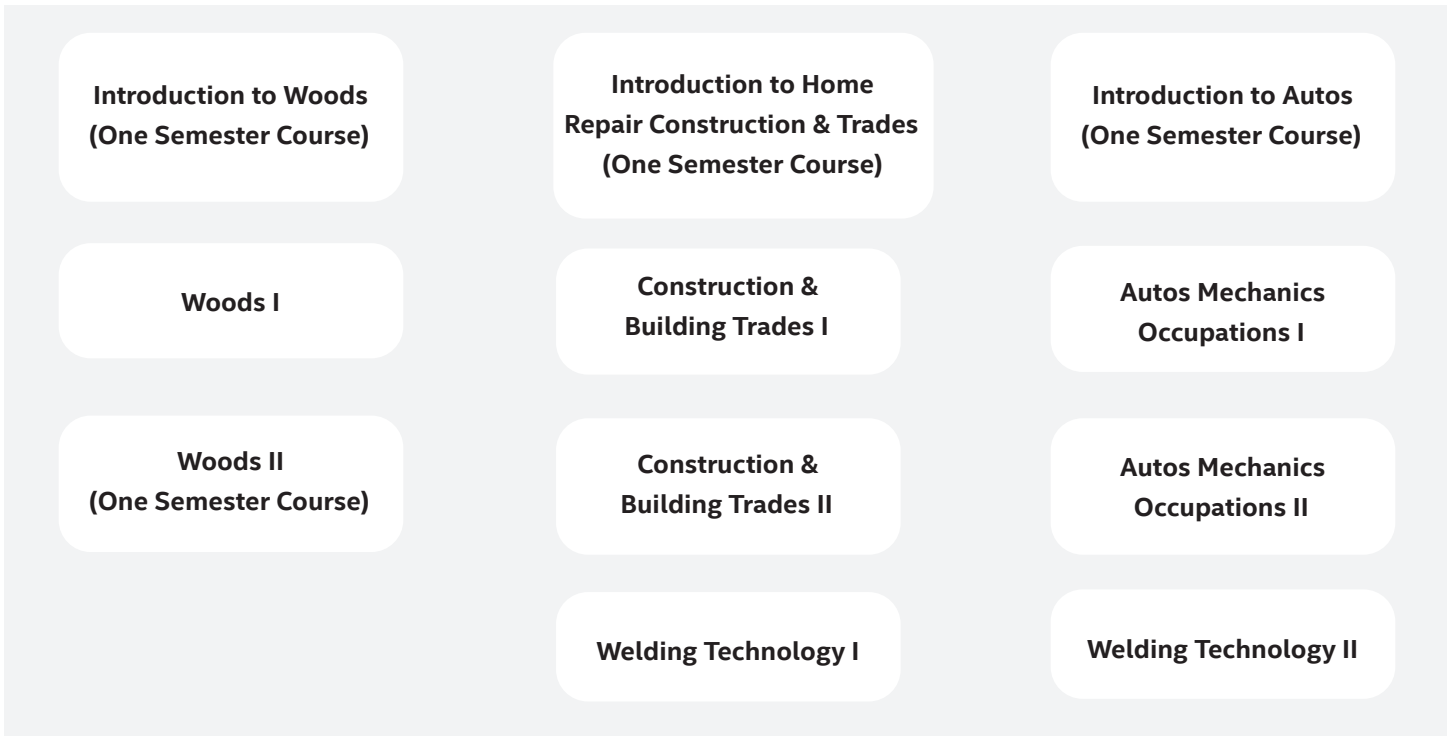 Introduction to Woods
(One Semester Course)
Introduction to Home
Repair Construction & Trades
(One Semester Course)
Introduction to Autos
(One Semester Course)
Woods I
Construction &
Building Trades I
Autos Mechanics
Occupations I
Woods II
(One Semester Course)
Construction &
Building Trades II
Autos Mechanics
Occupations II
Welding Technology I
Welding Technology II